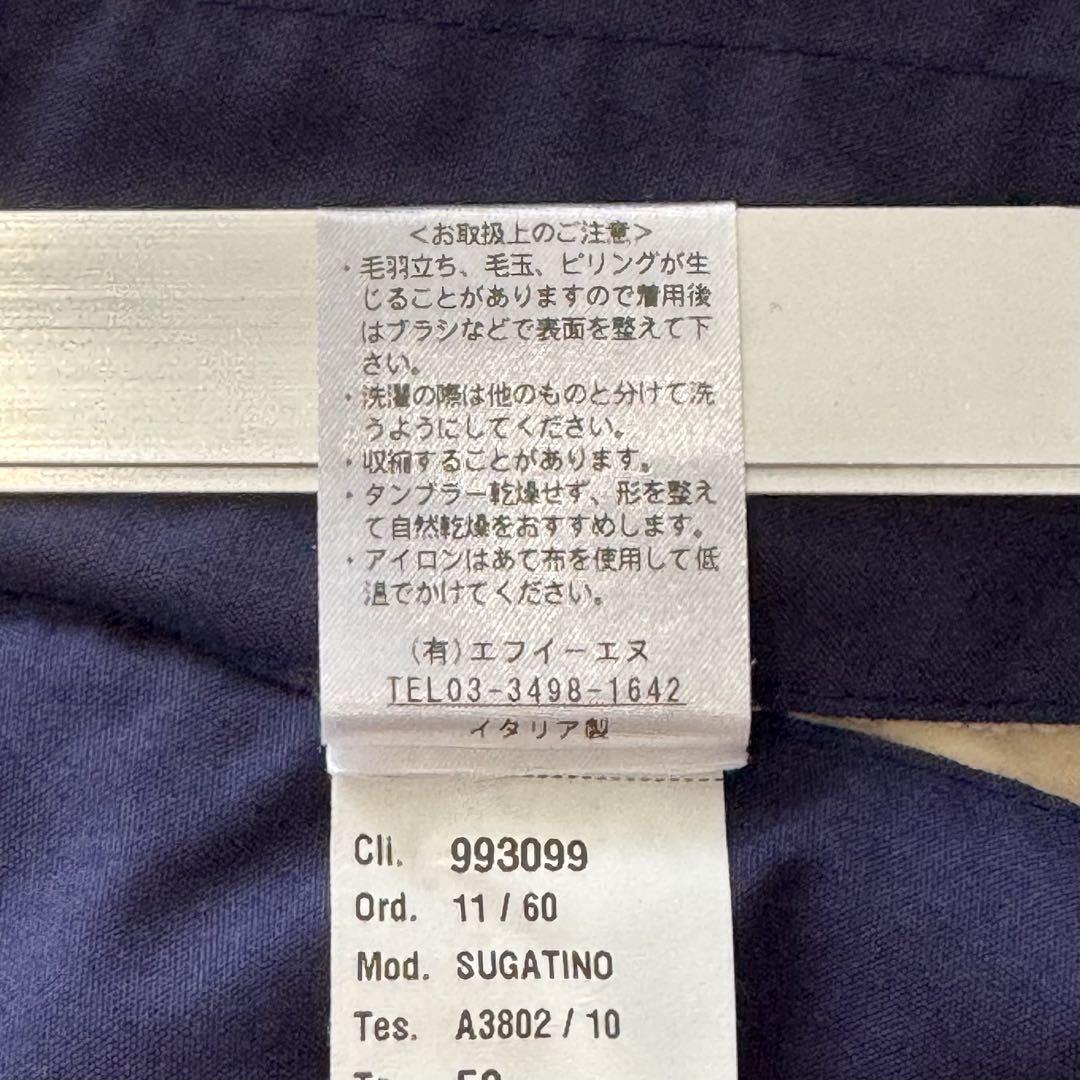 ＜お取扱上のご注意＞
・毛羽立ち、毛玉、ピリングが生
じることがありますので着用後
はブラシなどで表面を整えて下
さい。
・洗濯の際は他のものと分けて洗
うようにしてください。
・収縮することがあります。
・タンブラー乾燥せず、形を整え
て自然乾燥をおすすめします。
・アイロンはあて布を使用して低
温でかけてください。
(有)エフイーエヌ
TEL03-3498-1642
イタリア製
Cli. 993099
Ord. 11 / 60
Mod. SUGATINO
Tes. A3802 / 10